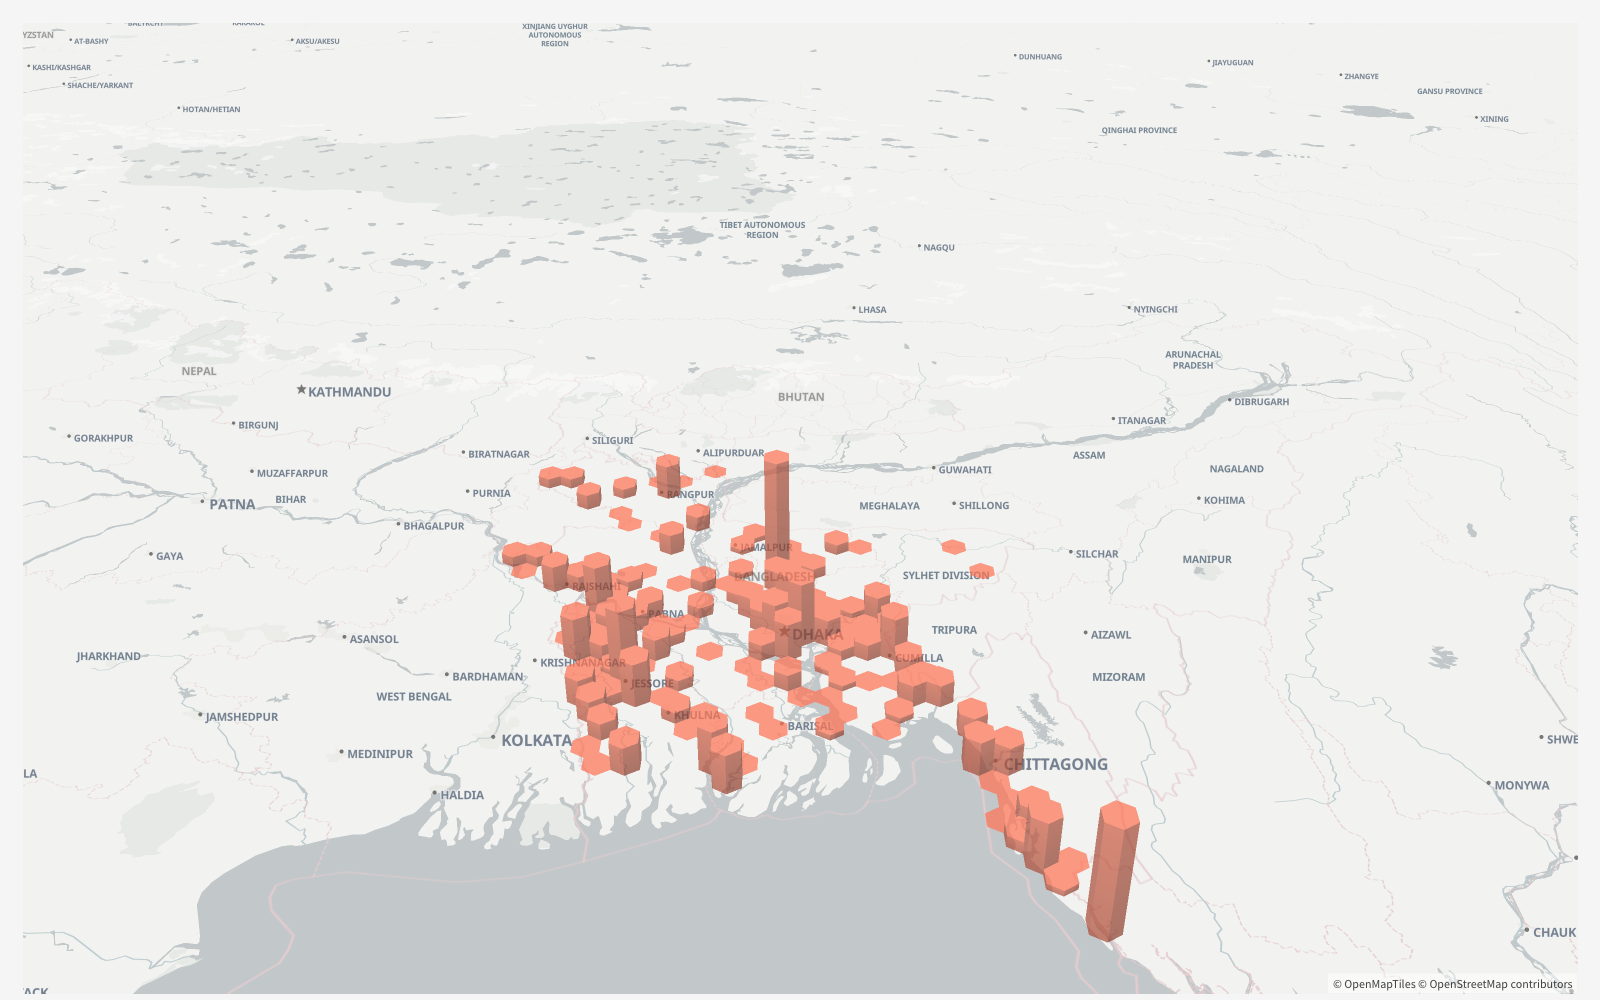 XINJIANG UYGHUR
AUTONOMOUS
REGION
YZSTAN
AT-BASHY
AKSU/AKESU
DUNHUANG
JIAYUGUAN
KASHI/KASHGAR
ZHANGYE
SHACHE/YARKANT
GANSU PROVINCE
HOTAN/HETIAN
XINING
QINGHAI PROVINCE
TIBET AUTONOMOUS
REGION
NAGQU
LHASA
NYINGCHI
ARUNACHAL
PRADESH
NEPAL
KATHMANDU
BHUTAN
DIBRUGARH
BIRGUNJ
ITANAGAR
GORAKHPUR
SILIGURI
BIRATNAGAR
ALIPURDUAR
ASSAM
MUZAFFARPUR
GUWAHATI
NAGALAND
PURNIA
RANGPUR
PATNA
BIHAR
MEGHALAYA
SHILLONG
KOHIMA
BHAGALPUR
JAMALPUR
GAYA
SILCHAR
MANIPUR
BANGLADESH
SYLHET DIVISION
RAJSHAHI
PABNA
DHAKA
TRIPURA
AIZAWL
ASANSOL
JHARKHAND
KRISHNANAGAR
CUMILLA
BARDHAMAN
JESSORE
MIZORAM
WEST BENGAL
JAMSHEDPUR
KHULNA
BARISAL
KOLKATA
SHWE
MEDINIPUR
CHITTAGONG
LA
MONYWA
HALDIA
CHAUK
ACK
© OpenMapTiles © OpenStreetMap contributors